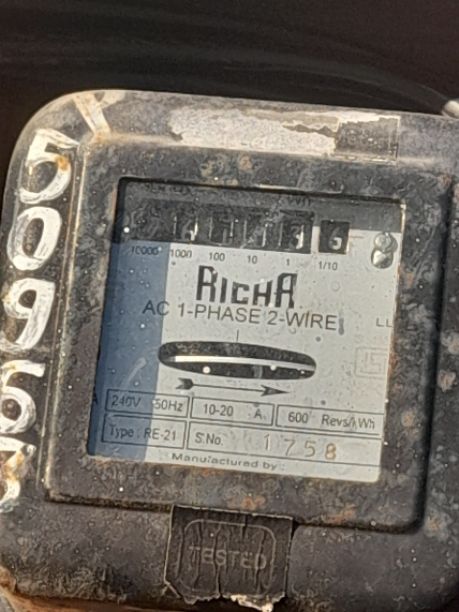 50965
10000 1000 100 10 1 1/10
RICHA
AC 1-PHASE 2-WIRE
240V 50Hz 10-20 A. 600 Revs/kWh
Type : RE-21 S.No. 1758
Manufactured by :
TESTED